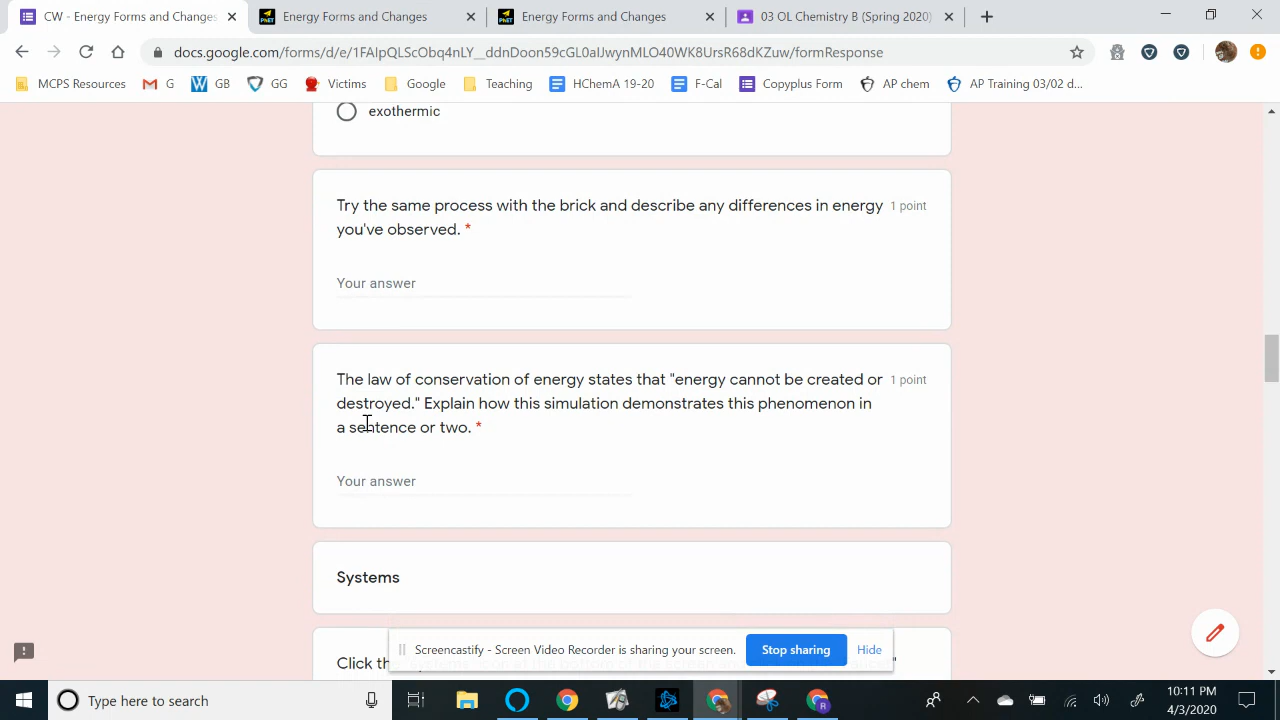 CW - Energy Forms and Changes
Energy Forms and Changes
Energy Forms and Changes
03 OL Chemistry B (Spring 2020)
docs.google.com/forms/d/e/1FAIpQLScObq4nLY__ddnDoon59cGL0aIJwynMLO40WK8UrsR68dKZuw/formResponse
MCPS Resources
G
GB
GG
Victims
Google
Teaching
HChemA 19-20
F-Cal
Copyplus Form
AP chem
AP Training 03/02 d...
exothermic
Try the same process with the brick and describe any differences in energy
1 point
you've observed. *
Your answer
The law of conservation of energy states that "energy cannot be created or
1 point
destroyed." Explain how this simulation demonstrates this phenomenon in
a sentence or two. *
Your answer
Systems
Screencastify - Screen Video Recorder is sharing your screen.
Stop sharing
Hide
Click the
Type here to search
10:11 PM
4/3/2020